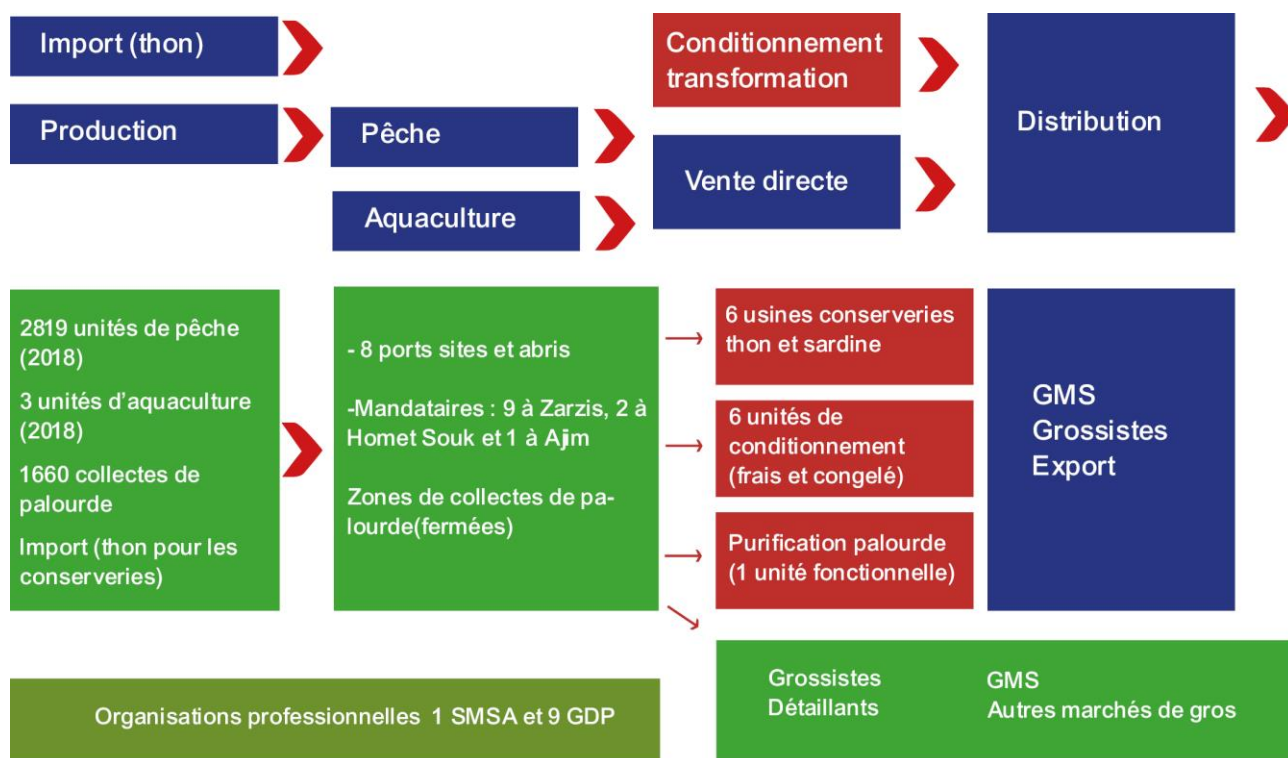 Import (thon)
Production
Pêche
Aquaculture
Conditionnement
transformation
Vente directe
Distribution
2819 unités de pêche
(2018)
3 unités d'aquaculture
(2018)
1660 collectes de
palourde
Import (thon pour les
conserveries)
- 8 ports sites et abris
-Mandataires : 9 à Zarzis, 2 à
Homet Souk et 1 à Ajim
Zones de collectes de pa-
lourde(fermées)
6 usines conserveries
thon et sardine
6 unités de
conditionnement
(frais et congelé)
Purification palourde
(1 unité fonctionnelle)
GMS
Grossistes
Export
Organisations professionnelles 1 SMSA et 9 GDP
Grossistes
Détaillants
GMS
Autres marchés de gros